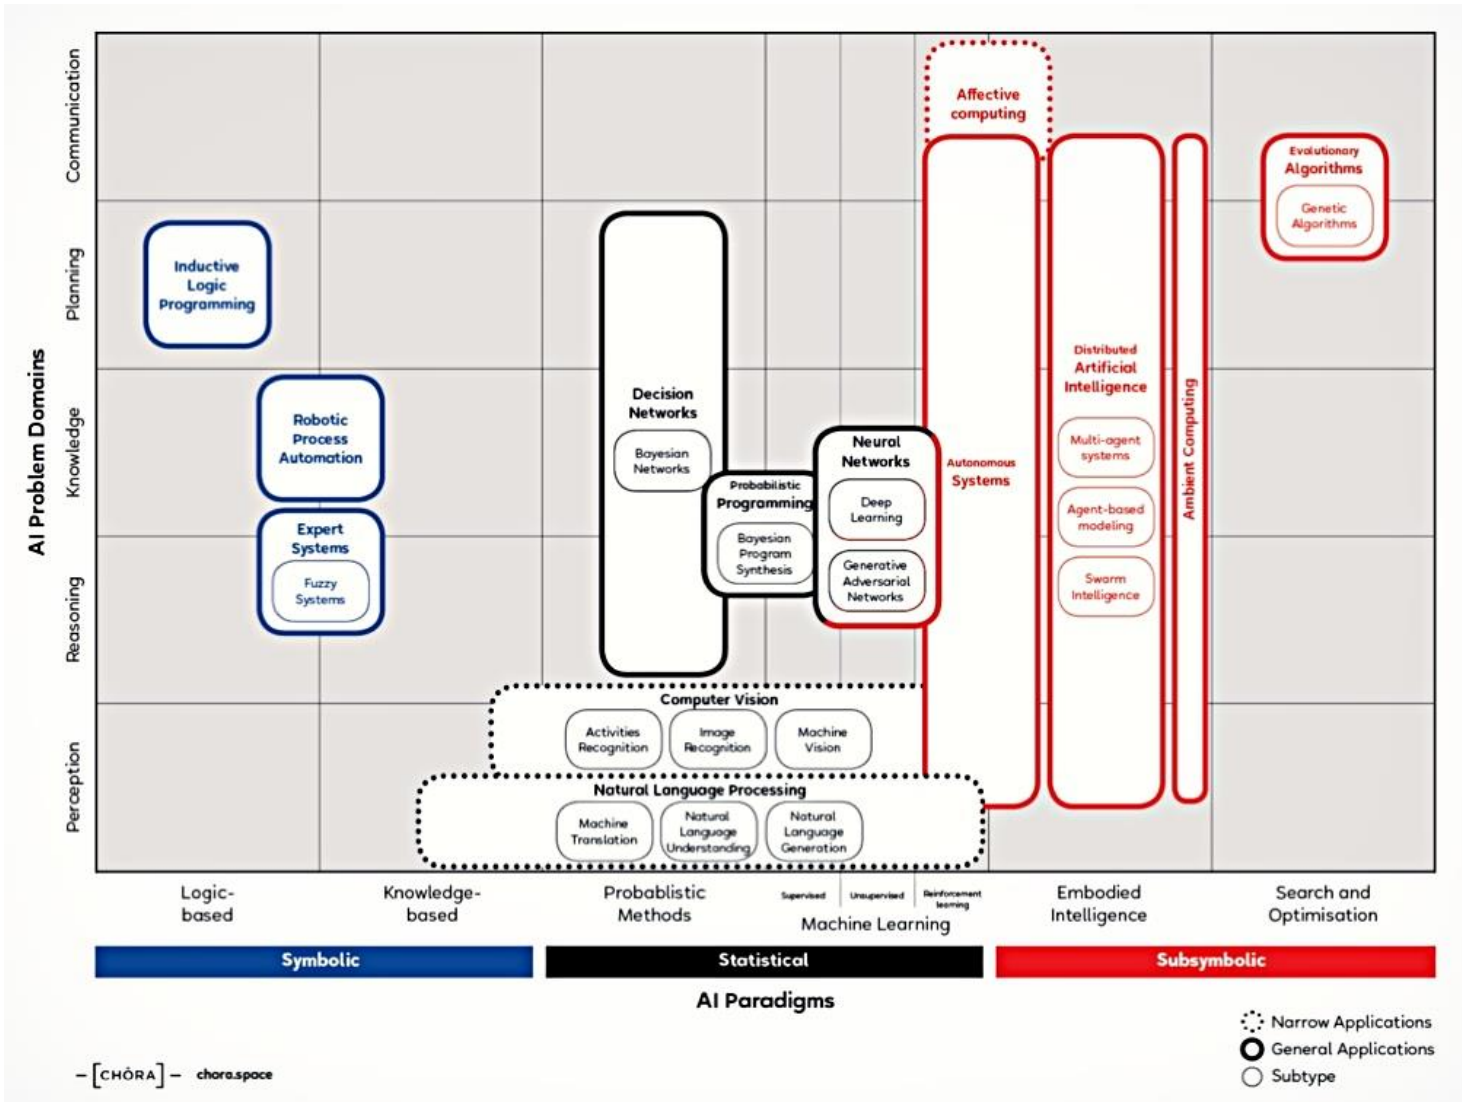 AI Problem Domains
Communication
Planning
Knowledge
Reasoning
Perception
Affective
computing
Evolutionary
Algorithms
Genetic
Algorithms
Inductive
Logic
Programming
Robotic
Process
Automation
Expert
Systems
Fuzzy
Systems
Decision
Networks
Bayesian
Networks
Probabilistic
Programming
Bayesian
Program
Synthesis
Neural
Networks
Deep
Learning
Generative
Adversarial
Networks
Autonomous
Systems
Distributed
Artificial
Intelligence
Multi-agent
systems
Agent-based
modeling
Swarm
Intelligence
Ambient Computing
Computer Vision
Activities
Recognition
Image
Recognition
Machine
Vision
Natural Language Processing
Machine
Translation
Natural
Language
Understanding
Natural
Language
Generation
Logic-
based
Knowledge-
based
Probablistic
Methods
Supervised
Unsupervised
Reinforcement
learning
Machine Learning
Embodied
Intelligence
Search and
Optimisation
Symbolic
Statistical
Subsymbolic
AI Paradigms
Narrow Applications
General Applications
Subtype
[CHÔRA] chora.space